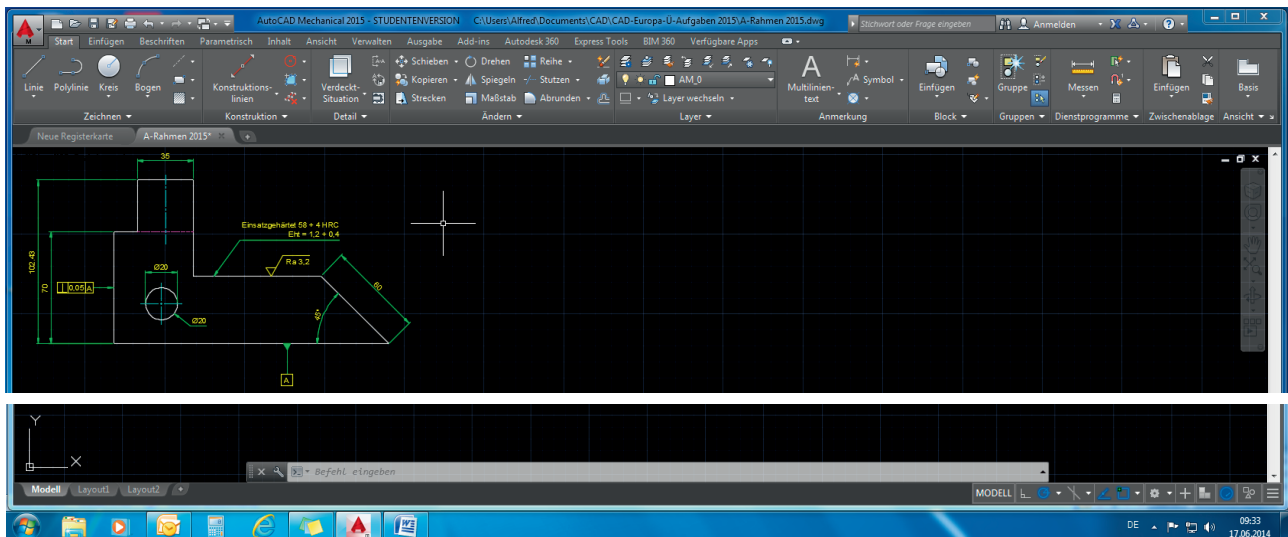 AutoCAD Mechanical 2015 - STUDENTENVERSION C:\Users\Alfred\Documents\CAD\CAD-Europa-Ü-Aufgaben 2015\A-Rahmen 2015.dwg Stichwort oder Frage eingeben Anmelden
Start Einfügen Beschriften Parametrisch Inhalt Ansicht Verwalten Ausgabe Add-ins Autodesk 360 Express Tools BIM 360 Verfügbare Apps
Linie Polylinie Kreis Bogen
Konstruktions-
linien
Verdeckt-
Situation
Schieben Drehen Reihe
Kopieren Spiegeln Stutzen
Strecken Maßstab Abrunden
AM_0
Layer wechseln
A
Multilinien-
text
Symbol
Einfügen
Gruppe
Messen
Einfügen
Basis
Zeichnen Konstruktion Detail Ändern Layer Anmerkung Block Gruppen Dienstprogramme Zwischenablage Ansicht
Neue Registerkarte A-Rahmen 2015*
35
Einsatzgehärtet 58 + 4 HRC
Eht = 1,2 + 0,4
Ra 3,2
102,43
70
0,05 A
Ø20
Ø20
60
45°
A
Y
X
Befehl eingeben
Modell Layout1 Layout2
MODELL
DE
09:33
17.06.2014